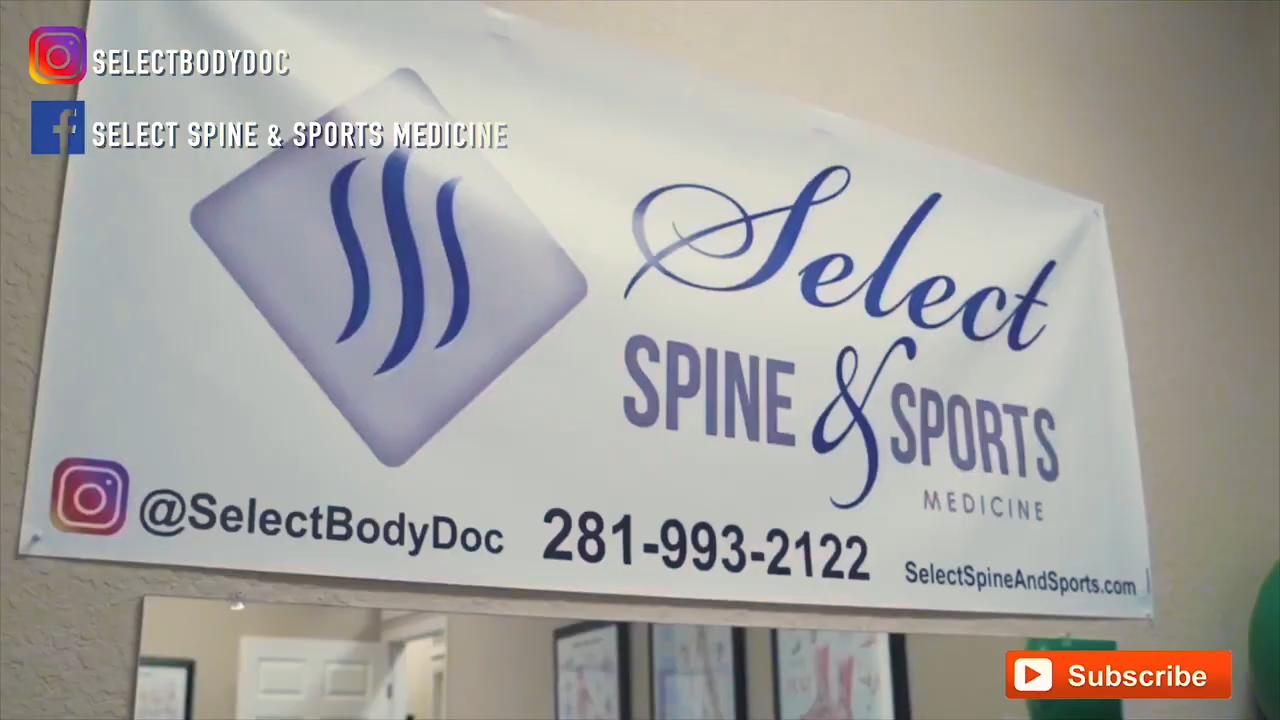 SELECTBODYDOC
SELECT SPINE & SPORTS MEDICINE
Select
SPINE & SPORTS
MEDICINE
@SelectBodyDoc 281-993-2122 SelectSpineAndSports.com
Subscribe